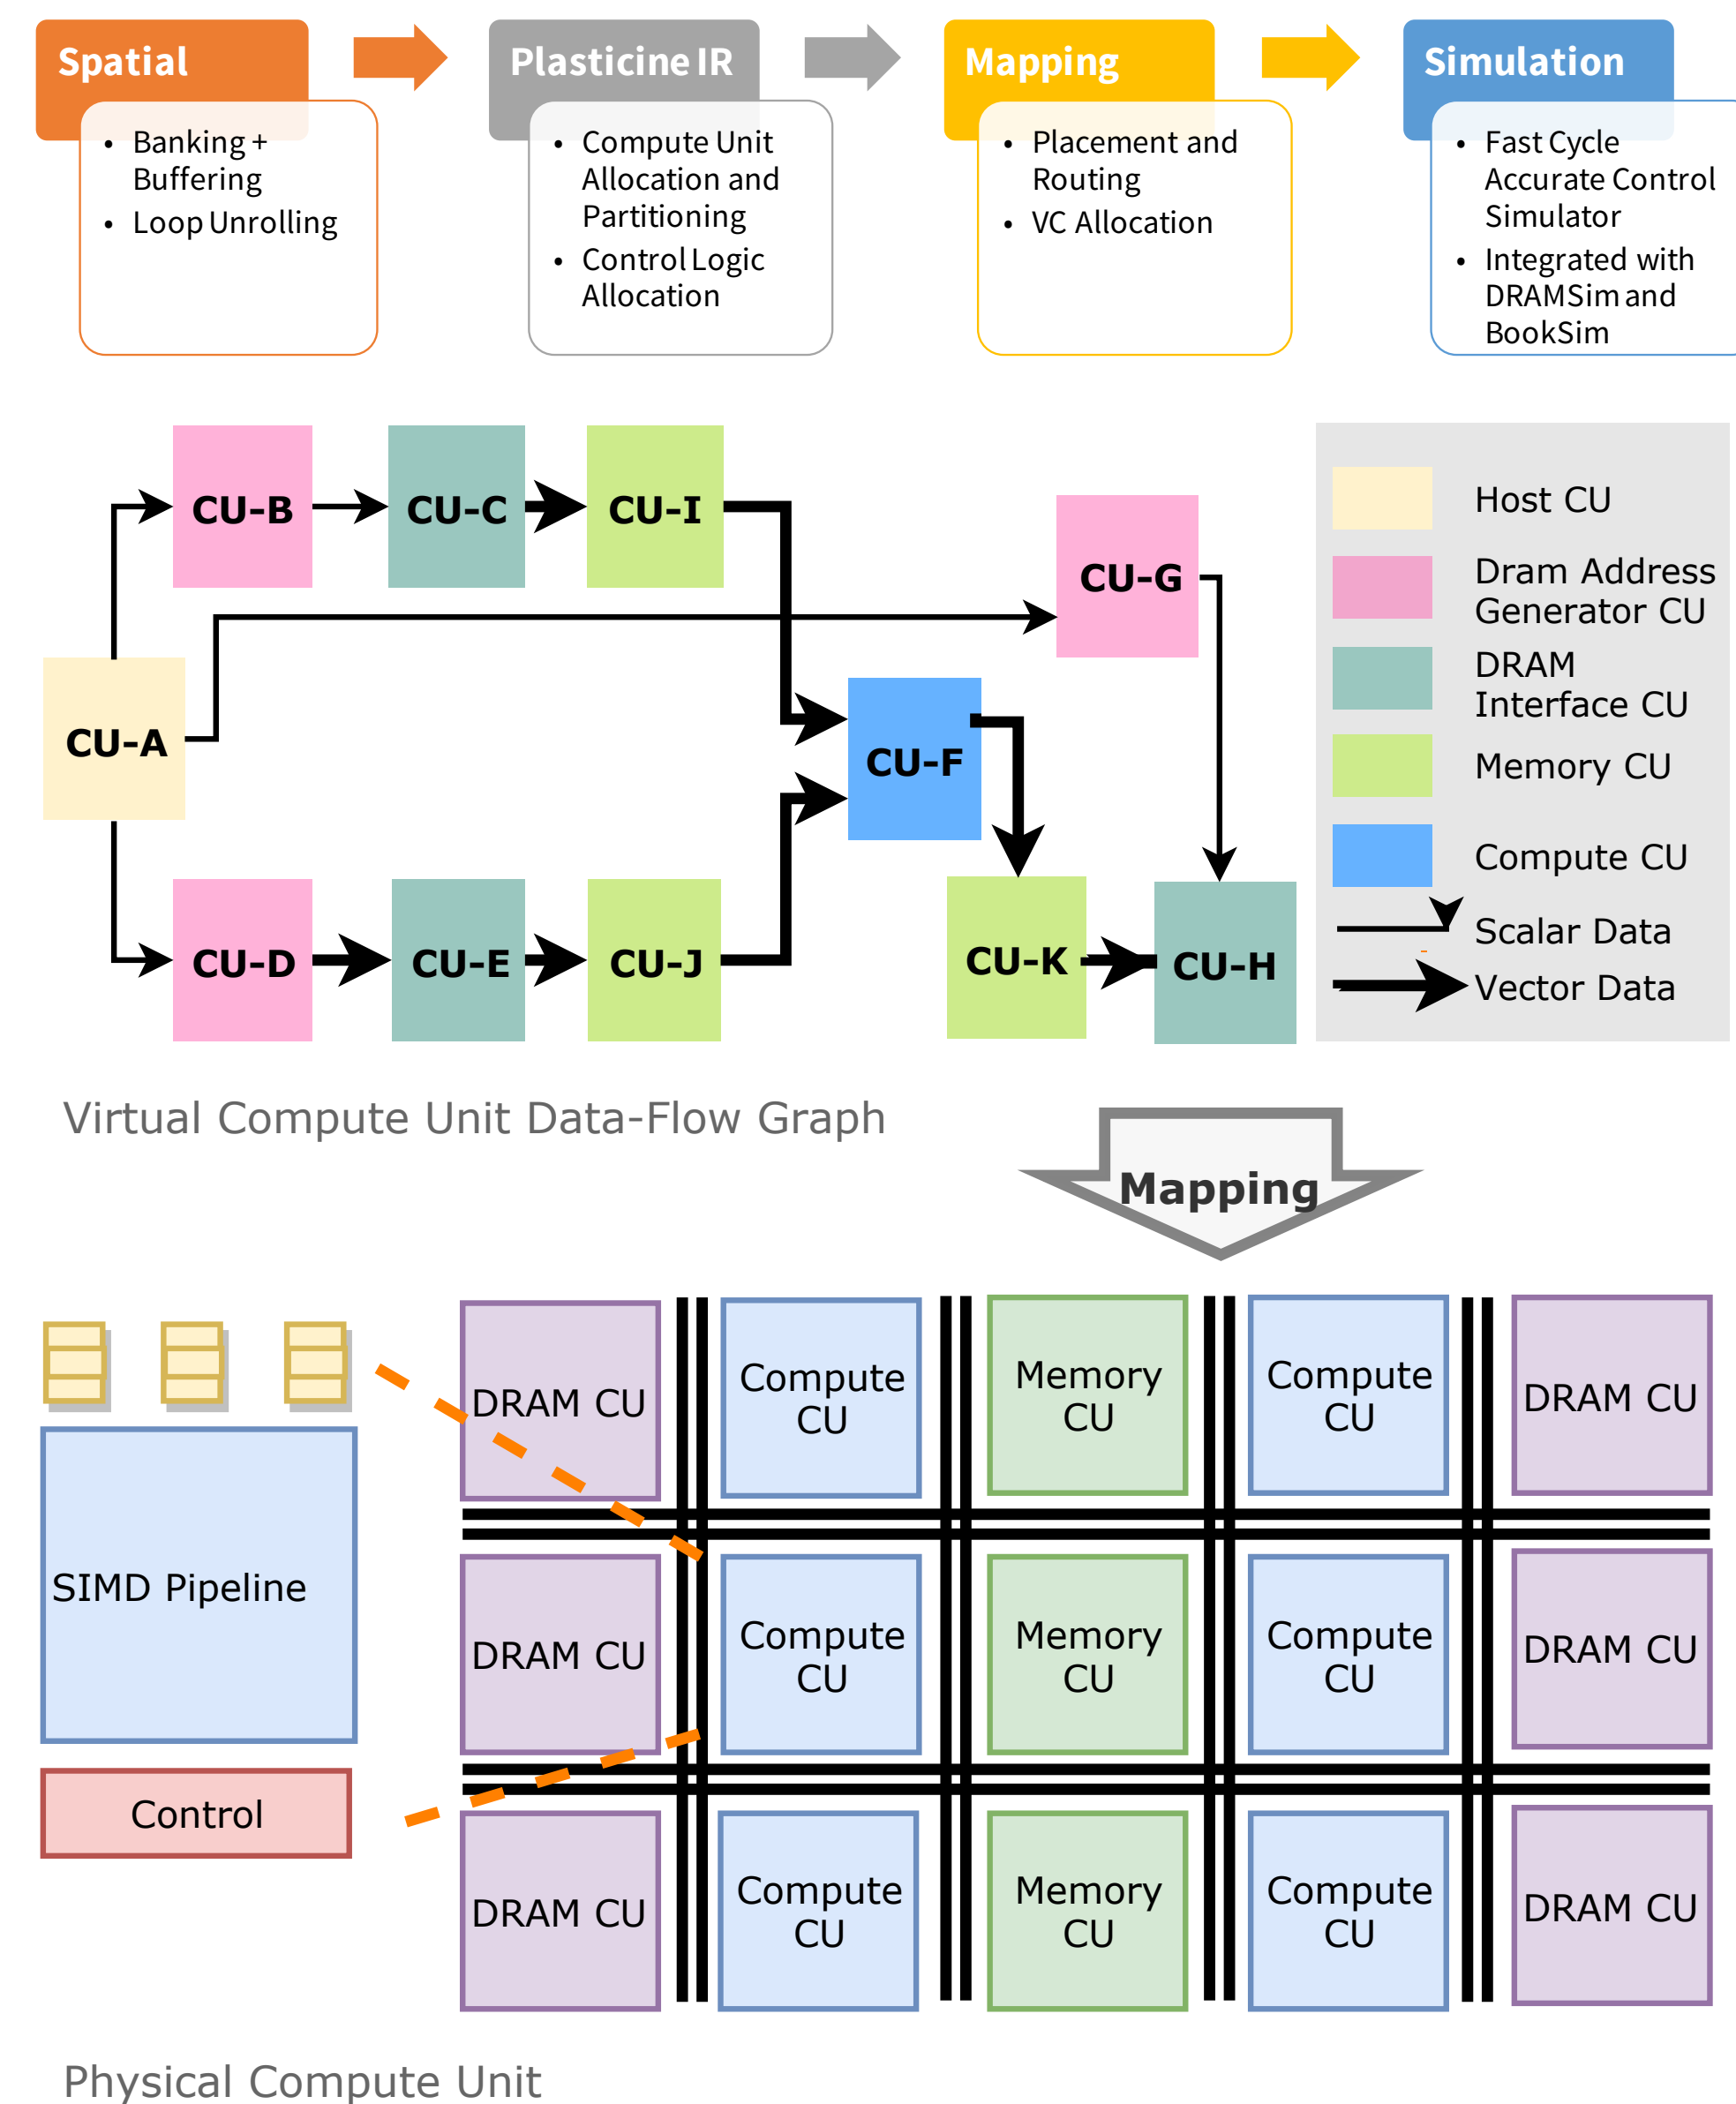 Spatial
• Banking +
Buffering
• Loop Unrolling
Plasticine IR
• Compute Unit
Allocation and
Partitioning
• Control Logic
Allocation
Mapping
• Placement and
Routing
• VC Allocation
Simulation
• Fast Cycle
Accurate Control
Simulator
• Integrated with
DRAMSim and
BookSim
CU-B
CU-C
CU-I
CU-G
CU-A
CU-F
CU-D
CU-E
CU-J
CU-K
CU-H
Host CU
Dram Address
Generator CU
DRAM
Interface CU
Memory CU
Compute CU
Scalar Data
Vector Data
Virtual Compute Unit Data-Flow Graph
Mapping
SIMD Pipeline
Control
DRAM CU
Compute
CU
Memory
CU
Compute
CU
DRAM CU
DRAM CU
Compute
CU
Memory
CU
Compute
CU
DRAM CU
DRAM CU
Compute
CU
Memory
CU
Compute
CU
DRAM CU
Physical Compute Unit